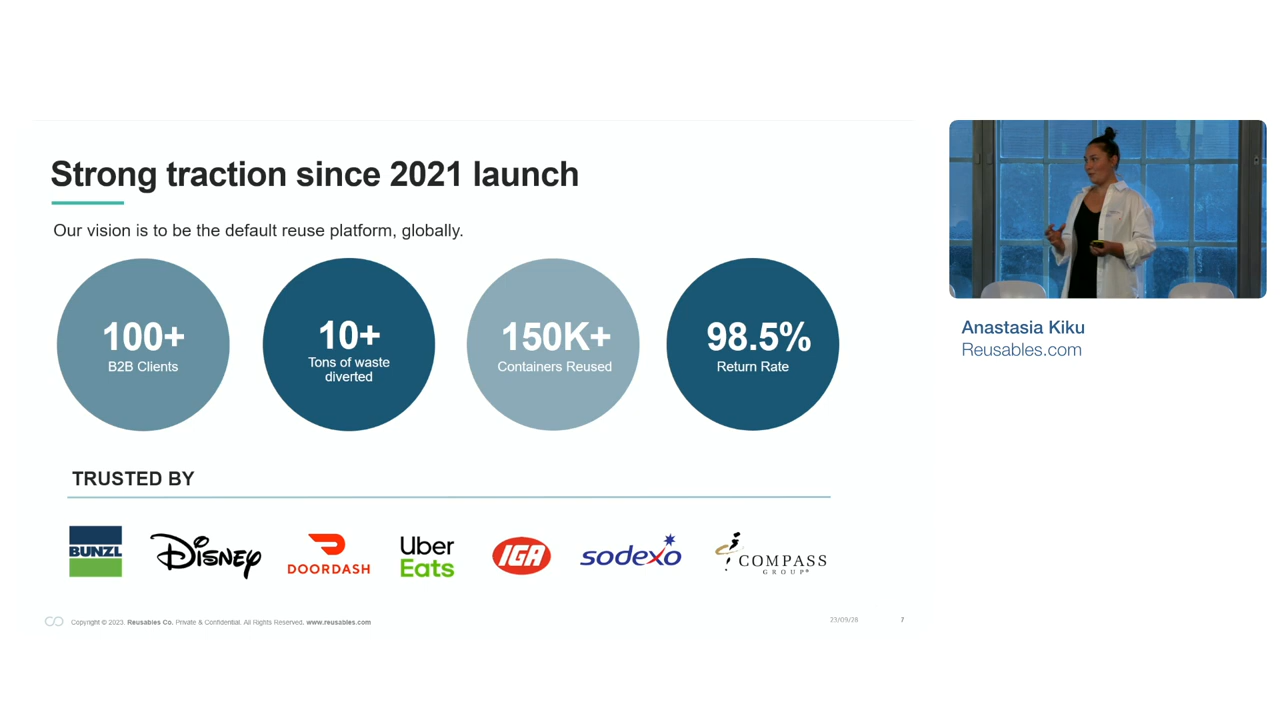 Strong traction since 2021 launch
Our vision is to be the default reuse platform, globally.
100+
B2B Clients
10+
Tons of waste
diverted
150K+
Containers Reused
98.5%
Return Rate
TRUSTED BY
BUNZL
Disney
DOORDASH
Uber
Eats
IGA
sodexo
COMPASS
GROUP®
Copyright © 2023. Reusables Co. Private & Confidential. All Rights Reserved. www.reusables.com
23/09/28
7
Anastasia Kiku
Reusables.com